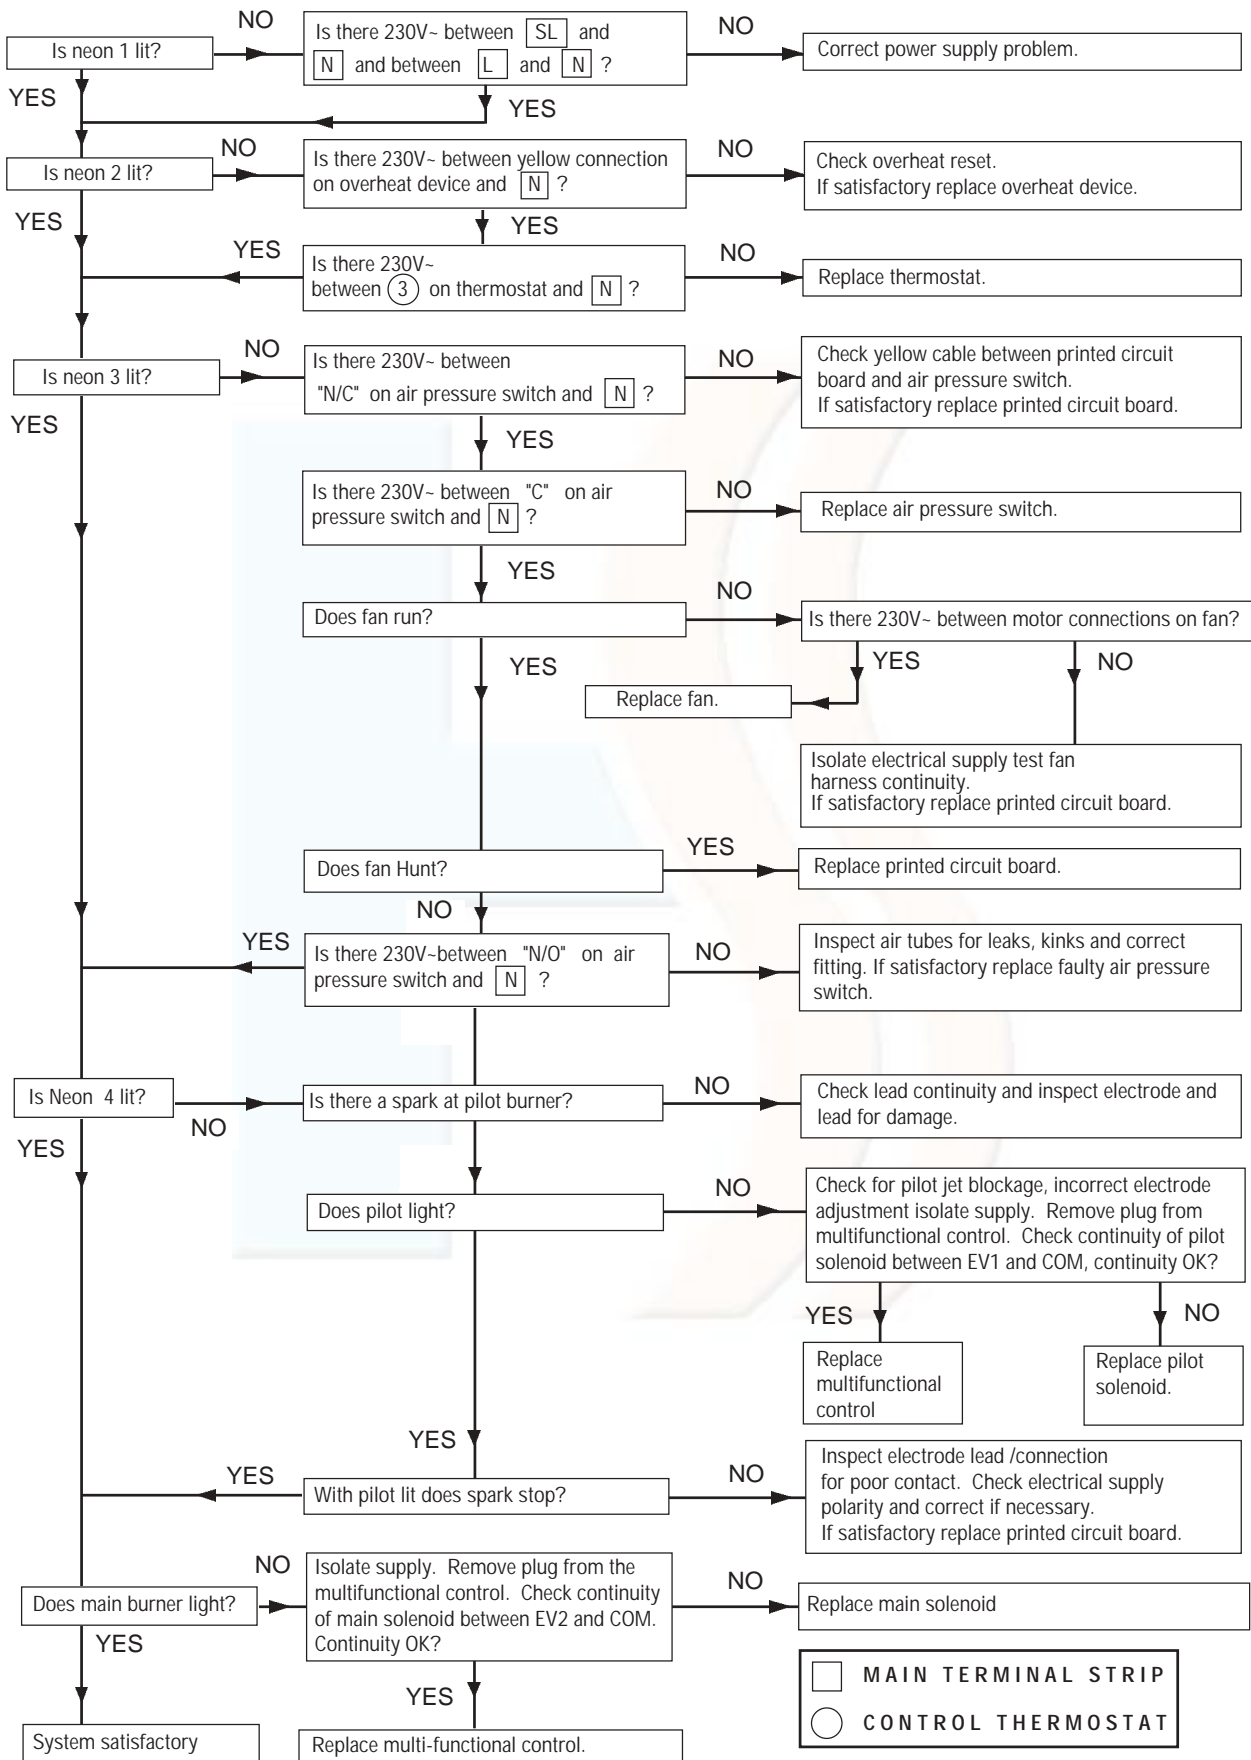 NO
Is there 230V~ between SL and
NO
Is neon 1 lit?
N and between L and N ?
Correct power supply problem.
YES
YES
NO
Is there 230V~ between yellow connection
on overheat device and N ?
NO
Check overheat reset.
If satisfactory replace overheat device.
Is neon 2 lit?
YES
YES
YES
Is there 230V~
between 3 on thermostat and N ?
NO
Replace thermostat.
NO
Is there 230V~ between
"N/C" on air pressure switch and N ?
NO
Check yellow cable between printed circuit
board and air pressure switch.
If satisfactory replace printed circuit board.
Is neon 3 lit?
YES
YES
Is there 230V~ between "C" on air
pressure switch and N ?
NO
Replace air pressure switch.
YES
Does fan run?
NO
Is there 230V~ between motor connections on fan?
YES
YES
NO
Replace fan.
Isolate electrical supply test fan
harness continuity.
If satisfactory replace printed circuit board.
Does fan Hunt?
YES
Replace printed circuit board.
NO
YES
Is there 230V~between "N/O" on air
pressure switch and N ?
NO
Inspect air tubes for leaks, kinks and correct
fitting. If satisfactory replace faulty air pressure
switch.
Is Neon 4 lit?
NO
Is there a spark at pilot burner?
NO
Check lead continuity and inspect electrode and
lead for damage.
YES
Does pilot light?
NO
Check for pilot jet blockage, incorrect electrode
adjustment isolate supply. Remove plug from
multifunctional control. Check continuity of pilot
solenoid between EV1 and COM, continuity OK?
YES
NO
Replace
multifunctional
control
Replace pilot
solenoid.
YES
YES
With pilot lit does spark stop?
NO
Inspect electrode lead /connection
for poor contact. Check electrical supply
polarity and correct if necessary.
If satisfactory replace printed circuit board.
Does main burner light?
NO
Isolate supply. Remove plug from the
multifunctional control. Check continuity
of main solenoid between EV2 and COM.
Continuity OK?
NO
Replace main solenoid
YES
YES
MAIN TERMINAL STRIP
CONTROL THERMOSTAT
System satisfactory
Replace multi-functional control.